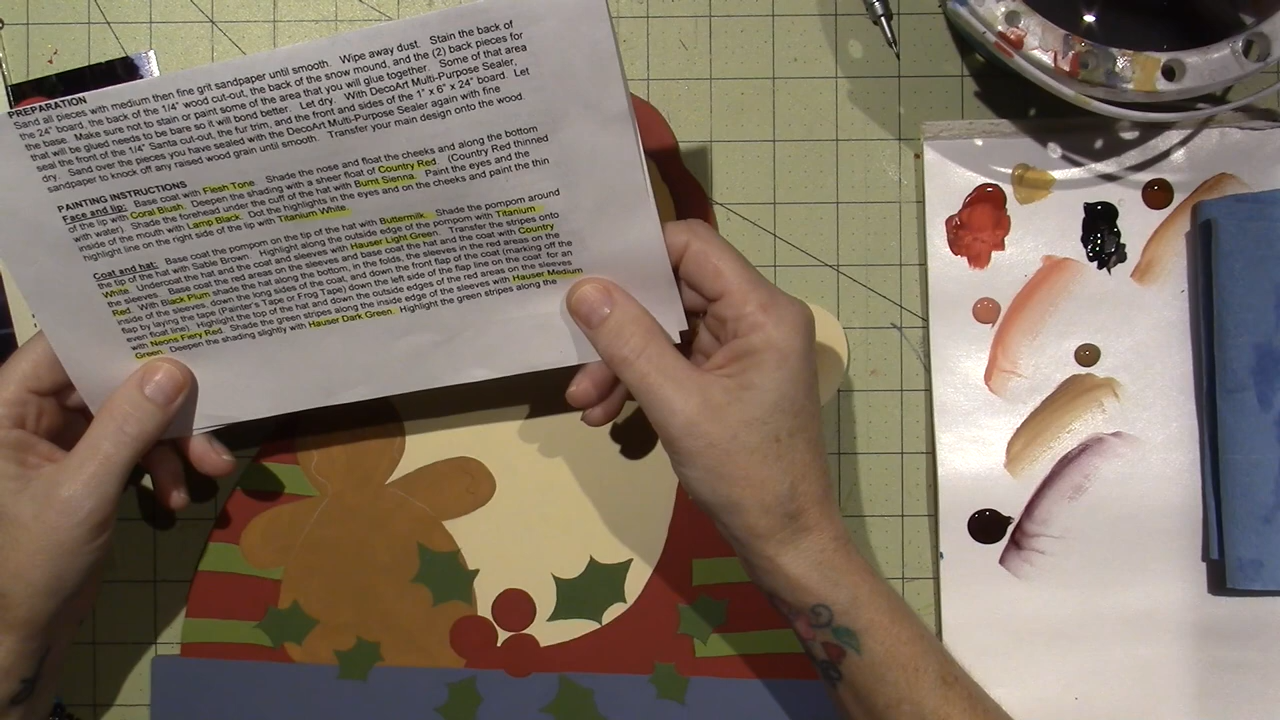 PREPARATION
Sand all pieces with medium then fine grit sandpaper until smooth. Wipe away dust. Stain the back of
the 24" board, the back of the 1/4" wood cut-out, the back of the snow mound, and the (2) back pieces for
the base. Make sure not to stain or paint some of the area that you will glue together. Some of that area
that will be glued needs to be bare so it will bond better. Let dry. With DecoArt Multi-Purpose Sealer,
seal the front of the 1/4" Santa cut-out, the fur trim, and the front and sides of the 1" x 6" x 24" board. Let
dry. Sand over the pieces you have sealed with the DecoArt Multi-Purpose Sealer again with fine
sandpaper to knock off any raised wood grain until smooth. Transfer your main design onto the wood.
PAINTING INSTRUCTIONS
Face and lip: Base coat with Flesh Tone. Shade the nose and float the cheeks and along the bottom
of the lip with Coral Blush. Deepen the shading with a sheer float of Country Red. (Country Red thinned
with water). Shade the forehead under the cuff of the hat with Burnt Sienna. Paint the eyes and the
inside of the mouth with Lamp Black. Dot the highlights in the eyes and on the cheeks and paint the thin
highlight line on the right side of the lip with Titanium White.
Coat and hat: Base coat the pompom on the tip of the hat with Buttermilk. Shade the pompom around
the tip of the hat with Sable Brown. Highlight along the outside edge of the pompom with Titanium
White. Undercoat the hat and the coat and sleeves with Hauser Light Green. Transfer the stripes onto
the sleeves. Base coat the red areas on the sleeves and base coat the hat and the coat with Country
Red. With Black Plum shade the hat along the bottom, in the folds, the sleeves in the red areas on the
inside of the sleeves, down the long sides of the coat, and down the front flap of the coat (marking off the
flap by laying the tape (Painter's Tape or Frog Tape) down the left side of the flap line on the coat for an
even float line). Highlight the top of the hat and down the outside edges of the red areas on the sleeves
with Neons Fiery Red. Shade the green stripes along the inside edge of the sleeves with Hauser Medium
Green. Deepen the shading slightly with Hauser Dark Green. Highlight the green stripes along the